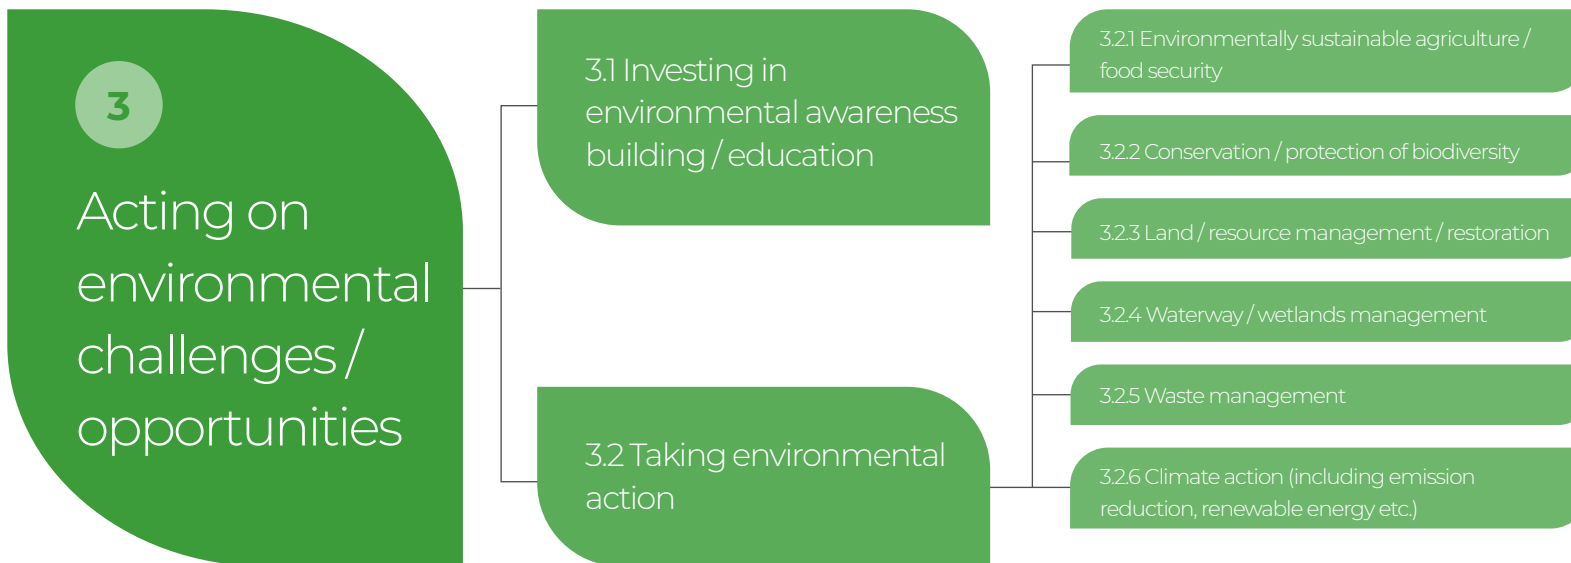 3
Acting on
environmental
challenges /
opportunities
3.1 Investing in
environmental awareness
building / education
3.2 Taking environmental
action
3.2.1 Environmentally sustainable agriculture /
food security
3.2.2 Conservation / protection of biodiversity
3.2.3 Land / resource management / restoration
3.2.4 Waterway / wetlands management
3.2.5 Waste management
3.2.6 Climate action (including emission
reduction, renewable energy etc.)